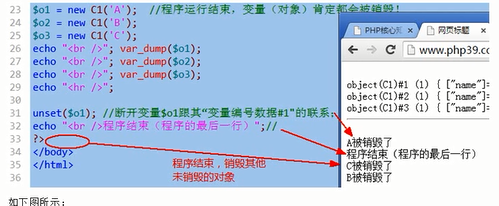 23 $o1 = new C1('A'); //程序运行结束，变量（对象）肯定都会被销毁！
24 $o2 = new C1('B');
25 $o3 = new C1('C');
26 echo "<br />"; var_dump($o1);
27 echo "<br />"; var_dump($o2);
28 echo "<br />"; var_dump($o3);
29 echo "<hr />";
30
31 unset($o1); //断开变量$o1跟其“变量编号数据#1"的联系，
32 echo "<br />程序结束（程序的最后一行）";//
33 ?>
34 </body>
35 </html>
36
程序结束，销毁其他
未销毁的对象
PHP核心
网页标题
www.php39.co
object(C1)#1 (1) { ["name"]=
object(C1)#2 (1) { ["name"]=
object(C1)#3 (1) { ["name"]=
A被销毁了
程序结束（程序的最后一行）
C被销毁了
B被销毁了
如下图所示：